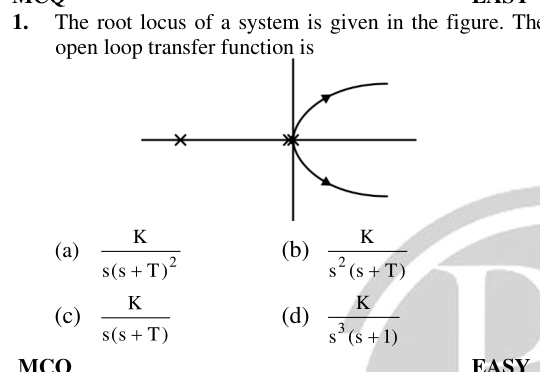 MCQ EASY
1. The root locus of a system is given in the figure. The
open loop transfer function is
(a) K / s(s + T)² (b) K / s²(s + T)
(c) K / s(s + T) (d) K / s³(s + 1)
MCQ EASY